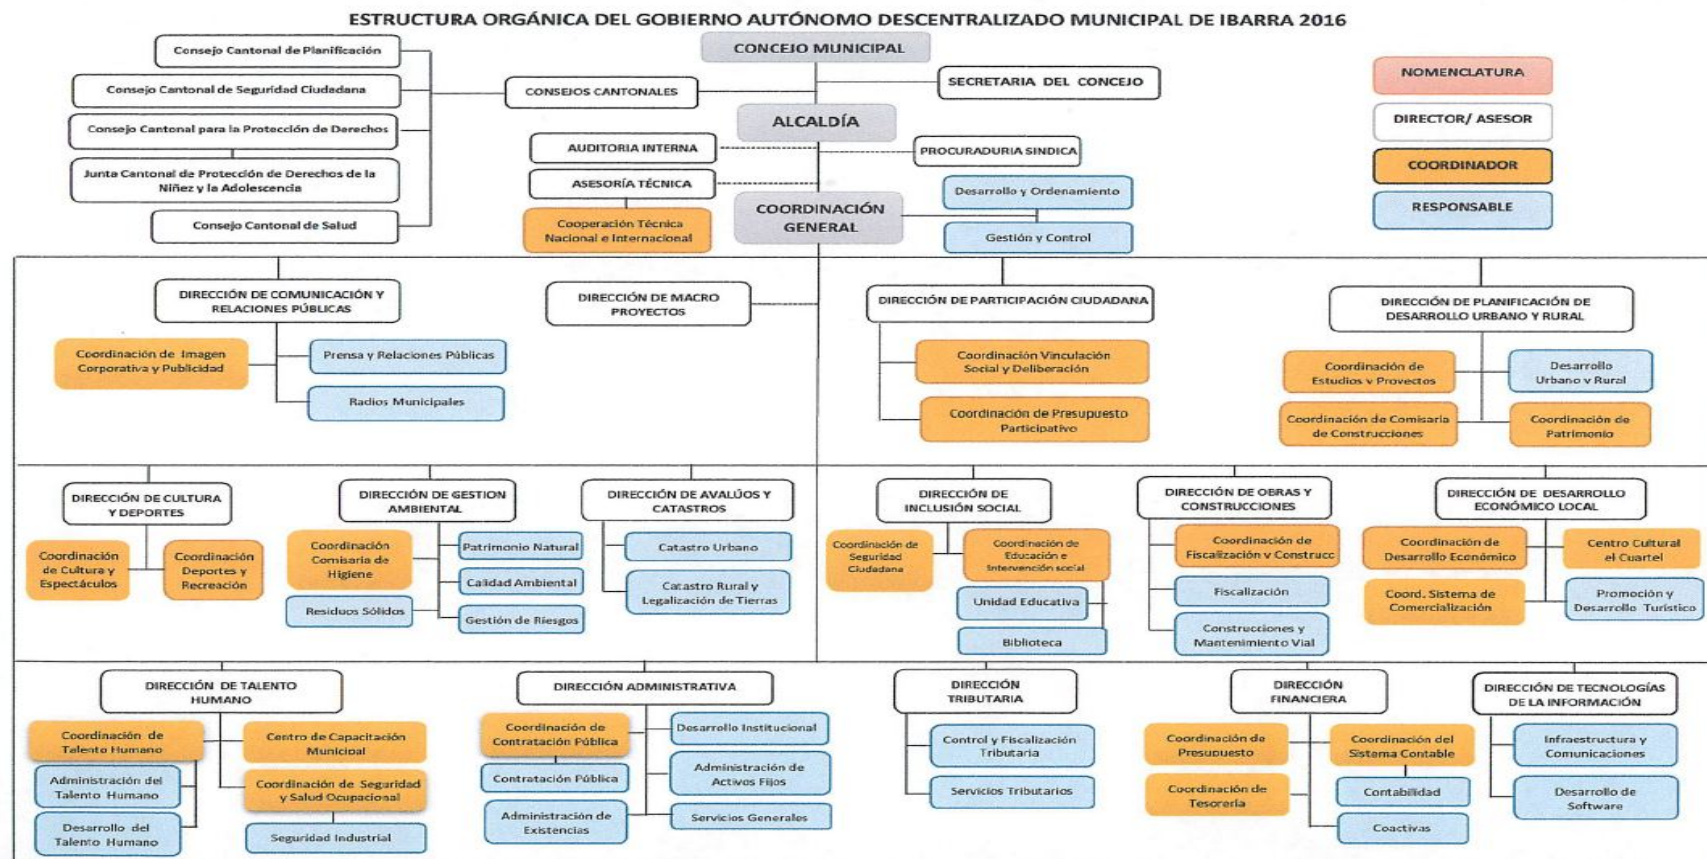 ESTRUCTURA ORGÁNICA DEL GOBIERNO AUTÓNOMO DESCENTRALIZADO MUNICIPAL DE IBARRA 2016
Consejo Cantonal de Planificación
Consejo Cantonal de Seguridad Ciudadana
Consejo Cantonal para la Protección de Derechos
Junta Cantonal de Protección de Derechos de la
Niñez y la Adolescencia
Consejo Cantonal de Salud
CONSEJOS CANTONALES
CONCEJO MUNICIPAL
SECRETARIA DEL CONCEJO
ALCALDÍA
AUDITORIA INTERNA
PROCURADURIA SINDICA
ASESORÍA TÉCNICA
Cooperación Técnica
Nacional e Internacional
COORDINACIÓN
GENERAL
Desarrollo y Ordenamiento
Gestión y Control
NOMENCLATURA
DIRECTOR/ ASESOR
COORDINADOR
RESPONSABLE
DIRECCIÓN DE COMUNICACIÓN Y
RELACIONES PÚBLICAS
Coordinación de Imagen
Corporativa y Publicidad
Prensa y Relaciones Públicas
Radios Municipales
DIRECCIÓN DE MACRO
PROYECTOS
DIRECCIÓN DE PARTICIPACIÓN CIUDADANA
Coordinación Vinculación
Social y Deliberación
Coordinación de Presupuesto
Participativo
DIRECCIÓN DE PLANIFICACIÓN DE
DESARROLLO URBANO Y RURAL
Coordinación de
Estudios y Proyectos
Desarrollo
Urbano y Rural
Coordinación de Comisaria
de Construcciones
Coordinación de
Patrimonio
DIRECCIÓN DE CULTURA
Y DEPORTES
Coordinación
de Cultura y
Espectáculos
Coordinación
Deportes y
Recreación
DIRECCIÓN DE GESTION
AMBIENTAL
Coordinación
Comisaria de
Higiene
Residuos Sólidos
Patrimonio Natural
Calidad Ambiental
Gestión de Riesgos
DIRECCIÓN DE AVALÚOS Y
CATASTROS
Catastro Urbano
Catastro Rural y
Legalización de Tierras
DIRECCIÓN DE
INCLUSIÓN SOCIAL
Coordinación de
Seguridad
Ciudadana
Coordinación de
Educación e
Intervención social
Unidad Educativa
Biblioteca
DIRECCIÓN DE OBRAS Y
CONSTRUCCIONES
Coordinación de
Fiscalización y Construcc
Fiscalización
Construcciones y
Mantenimiento Vial
DIRECCIÓN DE DESARROLLO
ECONÓMICO LOCAL
Coordinación de
Desarrollo Económico
Centro Cultural
el Cuartel
Coord. Sistema de
Comercialización
Promoción y
Desarrollo Turístico
DIRECCIÓN DE TALENTO
HUMANO
Coordinación de
Talento Humano
Administración del
Talento Humano
Desarrollo del
Talento Humano
Centro de Capacitación
Municipal
Coordinación de Seguridad
y Salud Ocupacional
Seguridad Industrial
DIRECCIÓN ADMINISTRATIVA
Coordinación de
Contratación Pública
Contratación Pública
Administración de
Existencias
Desarrollo Institucional
Administración de
Activos Fijos
Servicios Generales
DIRECCIÓN
TRIBUTARIA
Control y Fiscalización
Tributaria
Servicios Tributarios
DIRECCIÓN
FINANCIERA
Coordinación de
Presupuesto
Coordinación de
Tesorería
Coordinación del
Sistema Contable
Contabilidad
Coactivas
DIRECCIÓN DE TECNOLOGÍAS
DE LA INFORMACIÓN
Infraestructura y
Comunicaciones
Desarrollo de
Software